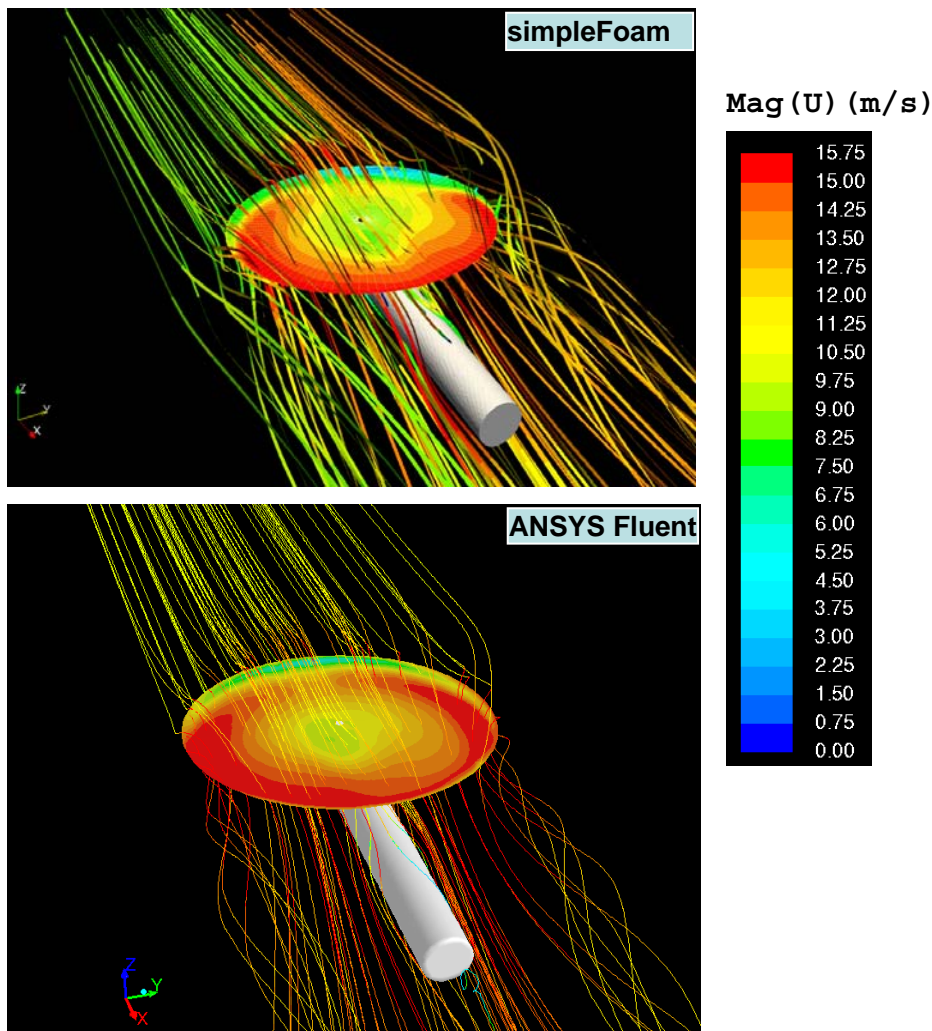 simpleFoam
Mag(U)(m/s)
15.75
15.00
14.25
13.50
12.75
12.00
11.25
10.50
9.75
9.00
8.25
7.50
6.75
6.00
5.25
4.50
3.75
3.00
2.25
1.50
0.75
0.00
Z
Y
X
ANSYS Fluent
Z
Y
X